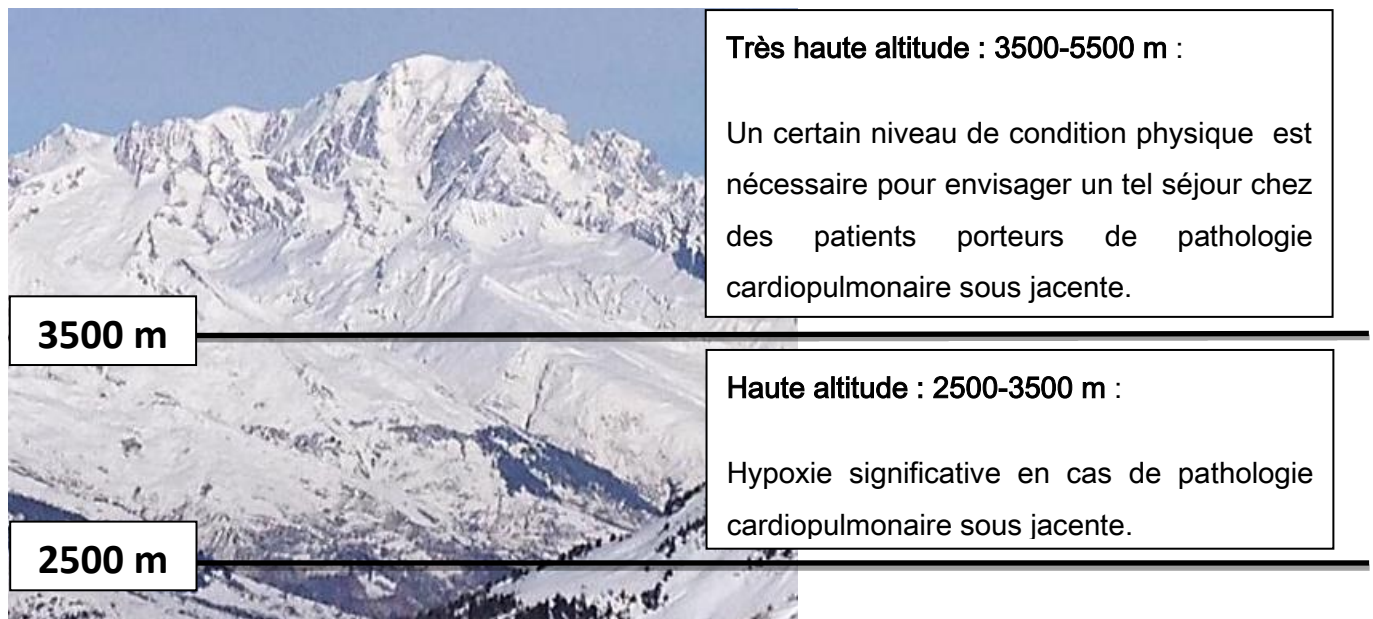 Très haute altitude : 3500-5500 m :
Un certain niveau de condition physique est
nécessaire pour envisager un tel séjour chez
des patients porteurs de pathologie
cardiopulmonaire sous jacente.
3500 m
Haute altitude : 2500-3500 m :
Hypoxie significative en cas de pathologie
cardiopulmonaire sous jacente.
2500 m